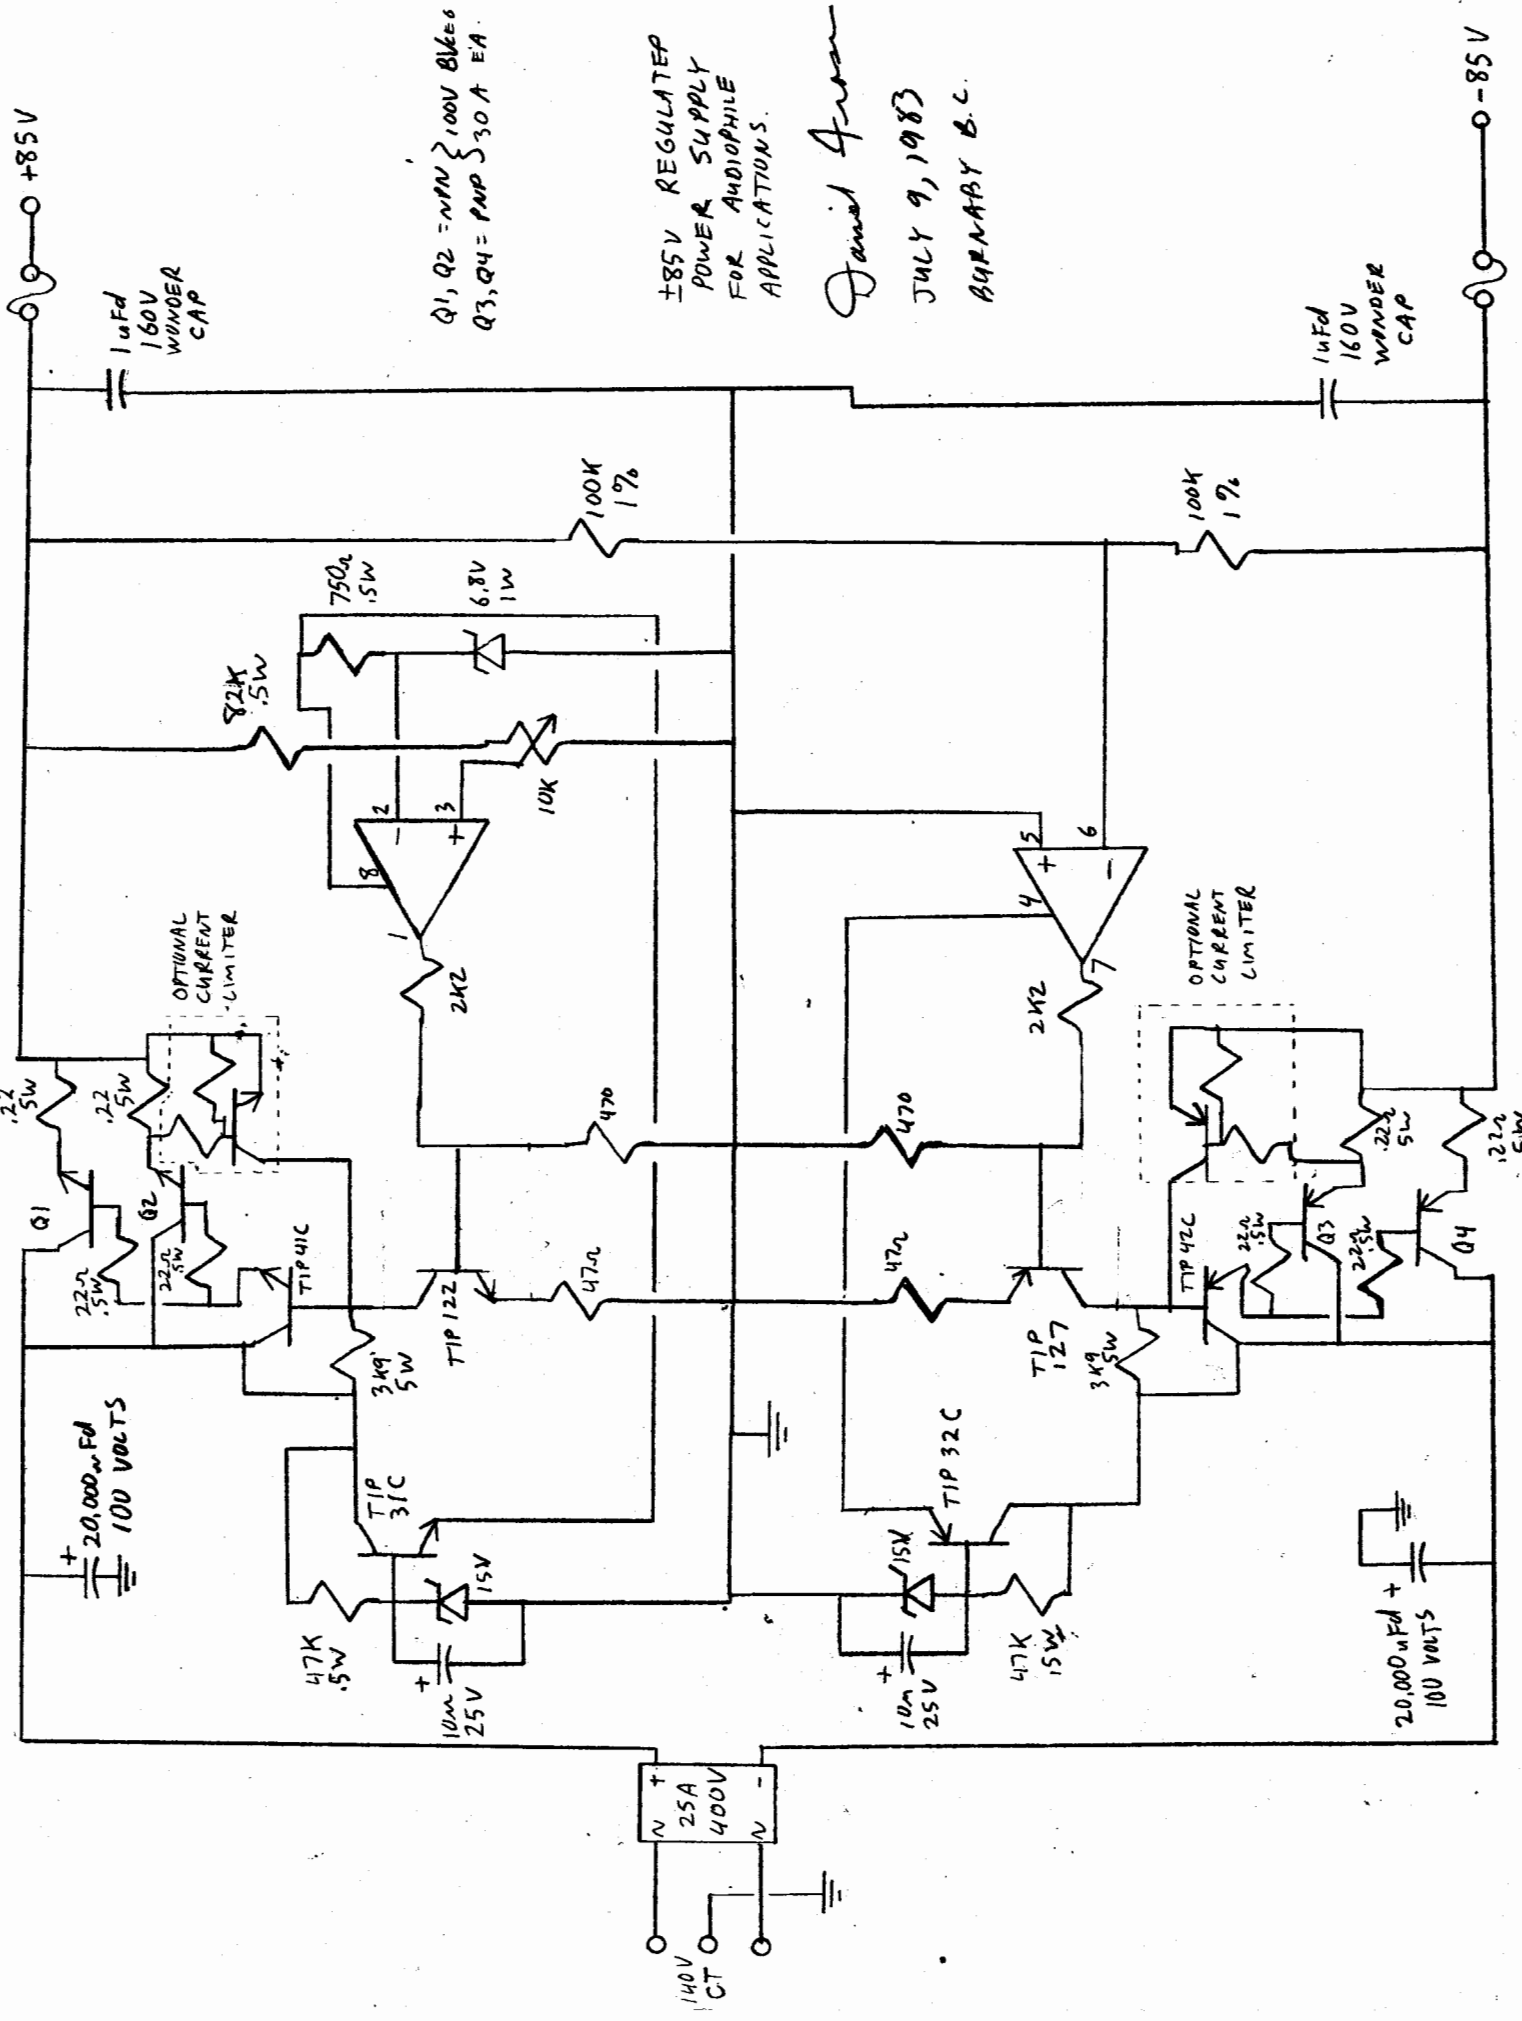 +85V
1uFd
160V
WONDER
CAP
Q1, Q2 = NPN } 100V BVCEO
Q3, Q4 = PNP } 30 A EA.
±85V REGULATED
POWER SUPPLY
FOR AUDIOPHILE
APPLICATIONS.
JULY 9, 1983
BURNABY B.C.
-85V
1uFd
160V
WONDER
CAP
100K
1%
100K
1%
750Ω
.5W
6.8V
1W
82K
.5W
10K
2
-
3
+
8
1
2K2
5
+
6
-
4
7
2K2
OPTIONAL
CURRENT
LIMITER
OPTIONAL
CURRENT
LIMITER
.22
5W
.22
5W
.22Ω
5W
.22Ω
5W
470
470
Q1
Q2
Q3
Q4
22Ω
.5W
22Ω
.5W
22Ω
.5W
22Ω
.5W
TIP41C
TIP122
47Ω
47Ω
TIP
127
TIP42C
3K9
5W
3K9
5W
20,000uFd
100 VOLTS
+
TIP
31C
TIP32C
15V
15V
47K
.5W
+
10u
25V
+
10u
25V
47K
.5W
20,000uFd +
100 VOLTS
+
25A
400V
-
~
~
140V
CT